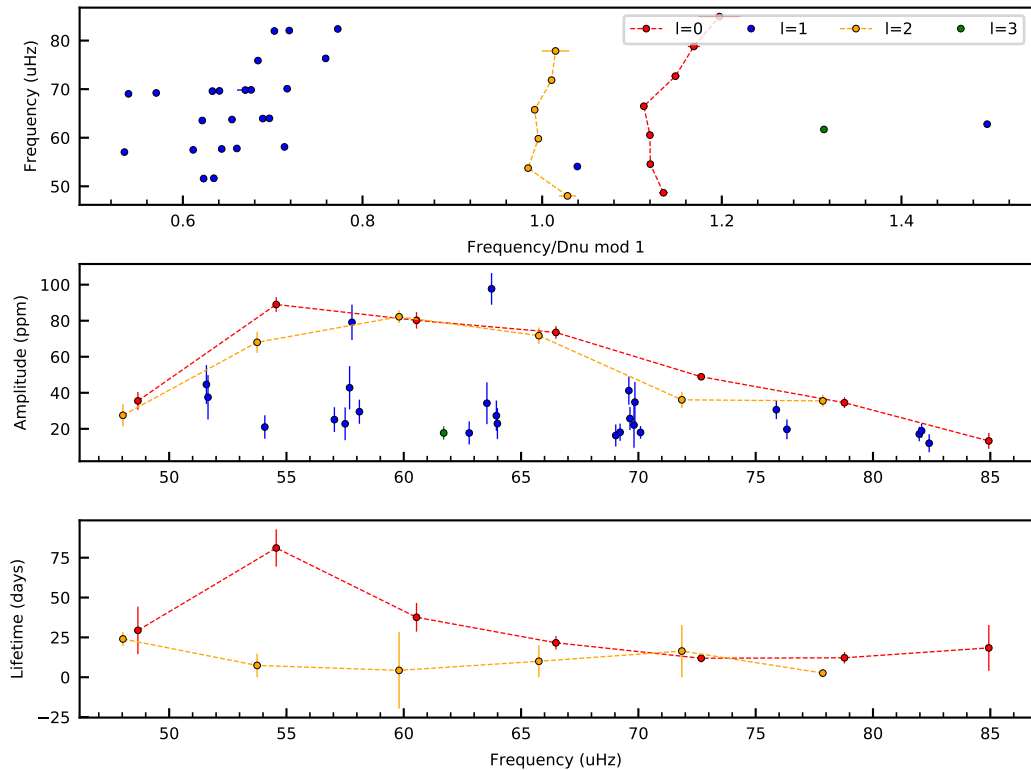 l=0 l=1 l=2 l=3
Frequency (uHz)
80
70
60
50
0.6 0.8 1.0 1.2 1.4
Frequency/Dnu mod 1
Amplitude (ppm)
100
80
60
40
20
50 55 60 65 70 75 80 85
Lifetime (days)
75
50
25
0
−25
50 55 60 65 70 75 80 85
Frequency (uHz)